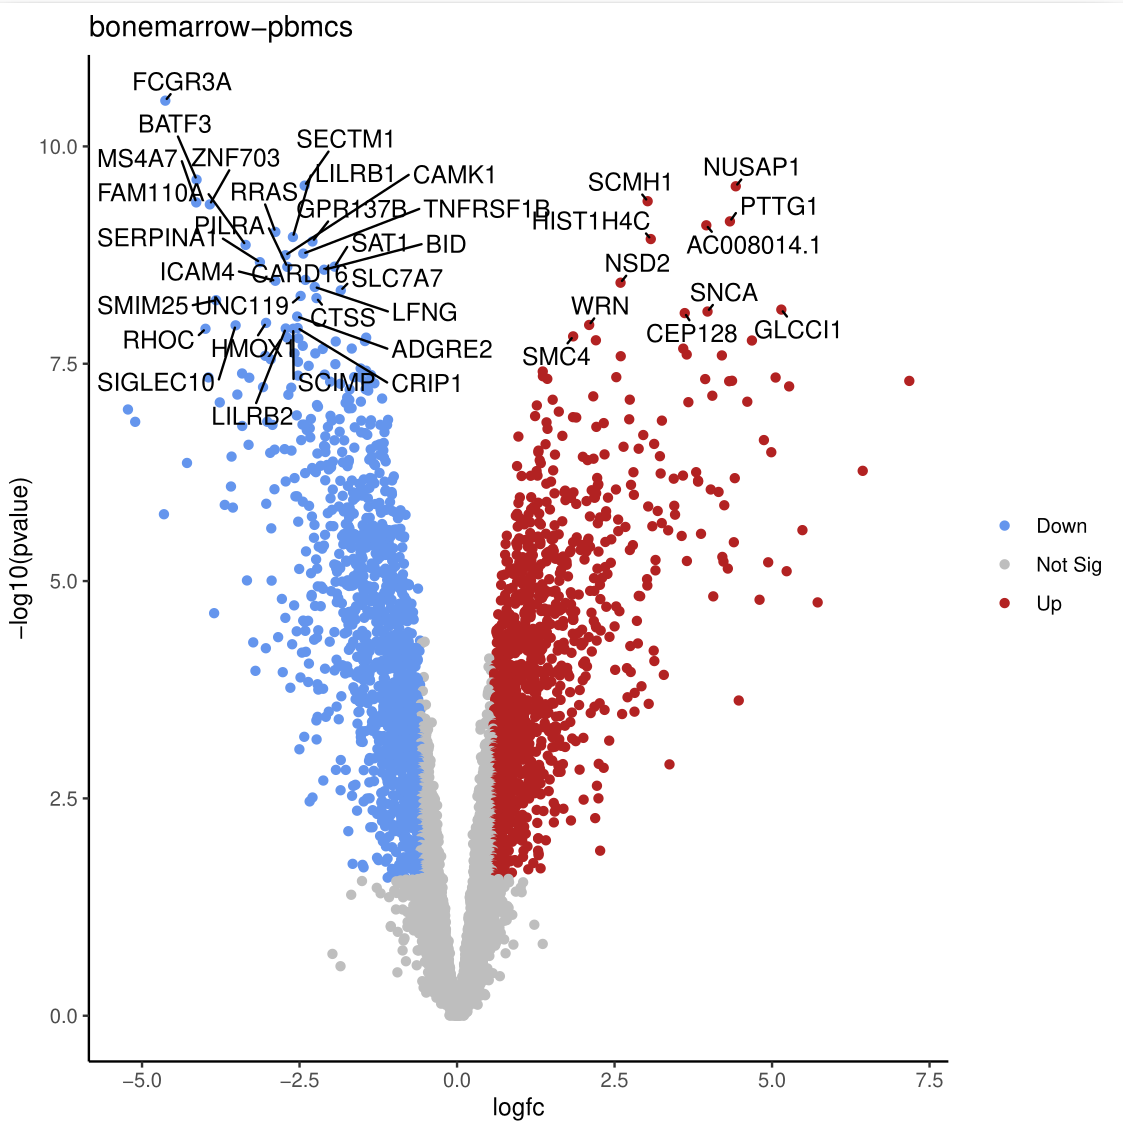 bonemarrow−pbmcs
FCGR3A
BATF3
SECTM1
MS4A7
ZNF703
LILRB1
CAMK1
NUSAP1
SCMH1
FAM110A
RRAS
GPR137B
TNFRSF1B
HIST1H4C
PTTG1
PILRA
SERPINA1
SAT1
BID
AC008014.1
ICAM4
CARD16
SLC7A7
NSD2
SMIM25
UNC119
CTSS
LFNG
WRN
SNCA
RHOC
HMOX1
ADGRE2
SMC4
CEP128
GLCCI1
SIGLEC10
SCIMP
CRIP1
LILRB2
10.0
7.5
5.0
2.5
0.0
−log10(pvalue)
−5.0
−2.5
0.0
2.5
5.0
7.5
logfc
Down
Not Sig
Up